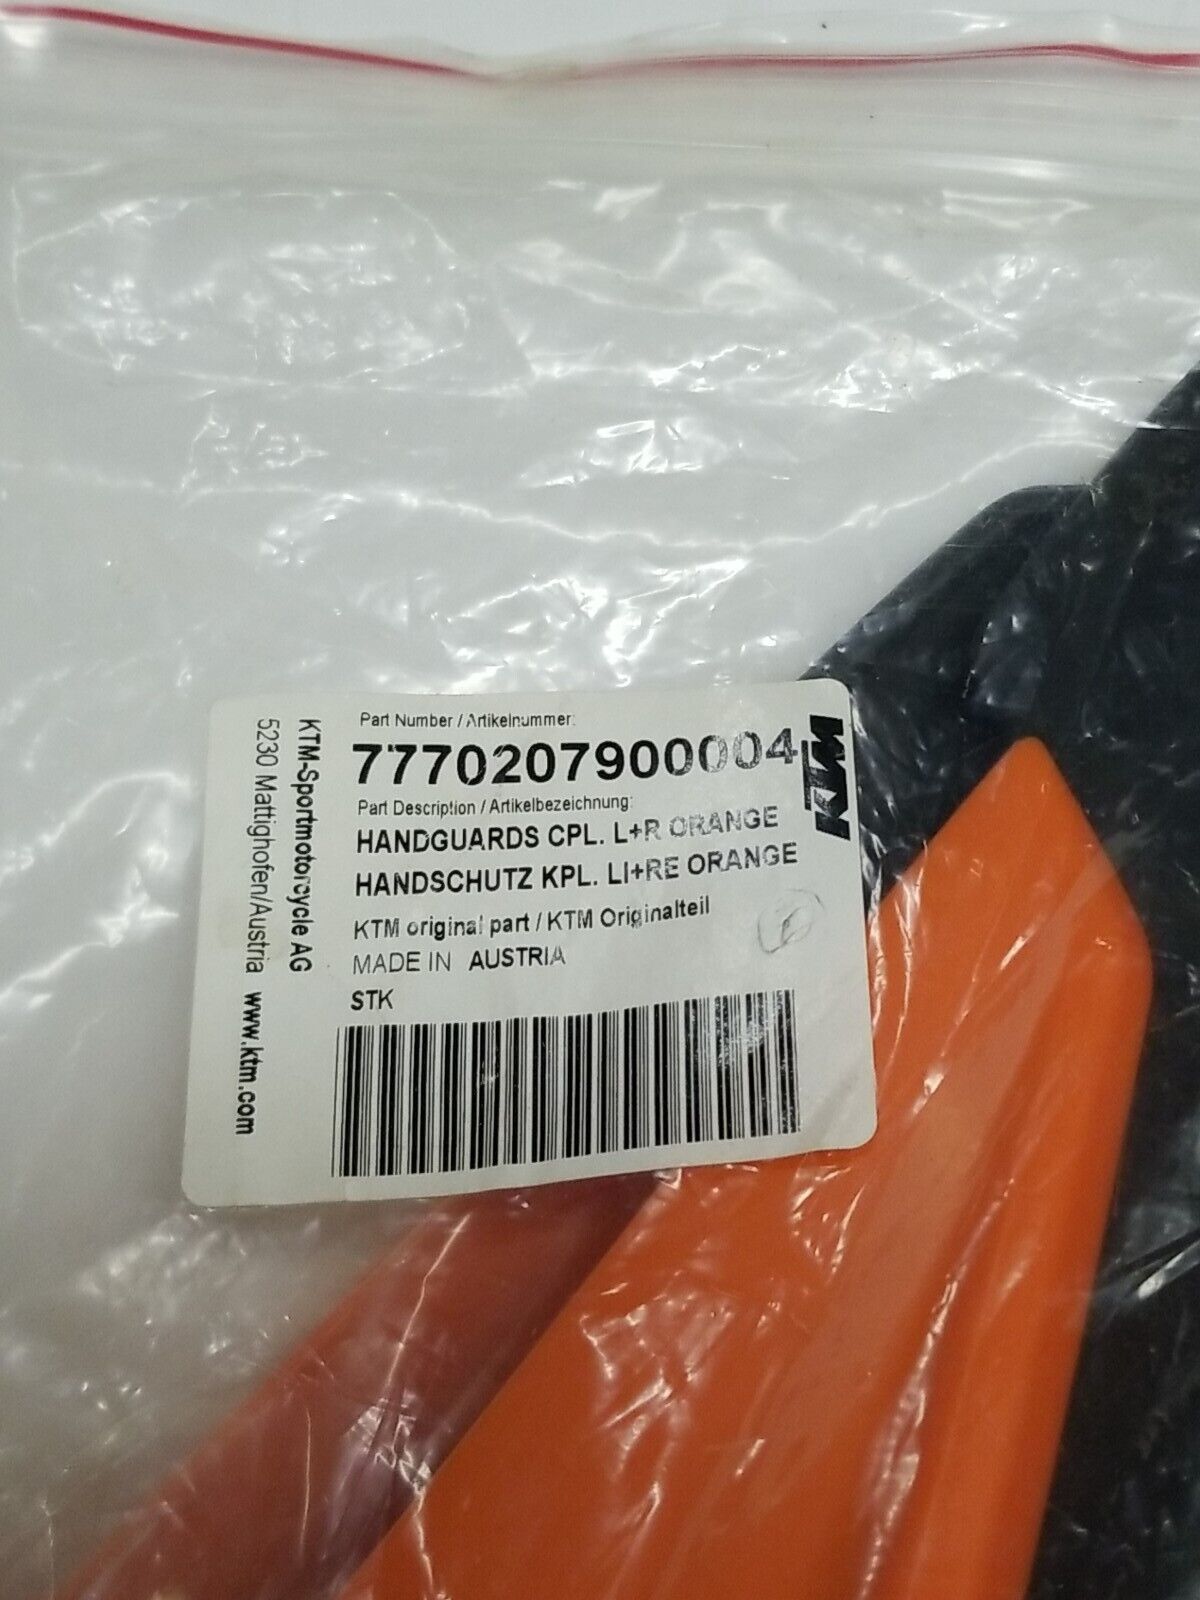 Part Number / Artikelnummer:
7770207900004
KTM
Part Description / Artikelbezeichnung:
HANDGUARDS CPL. L+R ORANGE
HANDSCHUTZ KPL. LI+RE ORANGE
KTM original part / KTM Originalteil
MADE IN AUSTRIA
STK
KTM-Sportmotorcycle AG
5230 Mattighofen/Austria www.ktm.com